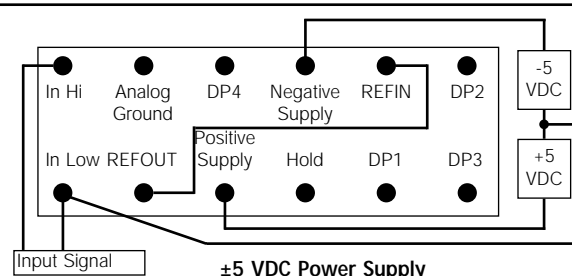 In Hi Analog Ground DP4 Negative Supply REFIN DP2
In Low REFOUT Positive Supply Hold DP1 DP3
-5 VDC
+5 VDC
Input Signal
±5 VDC Power Supply